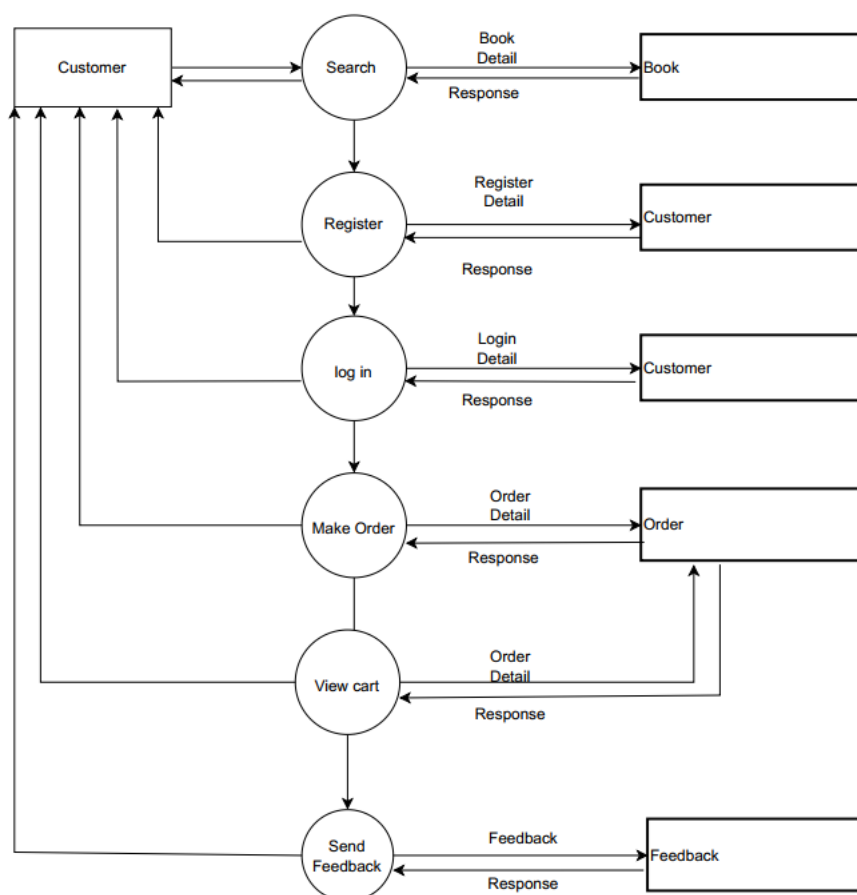 Customer
Search
Book
Detail
Book
Response
Register
Register
Detail
Customer
Response
log in
Login
Detail
Customer
Response
Make Order
Order
Detail
Order
Response
View cart
Order
Detail
Response
Send
Feedback
Feedback
Feedback
Response